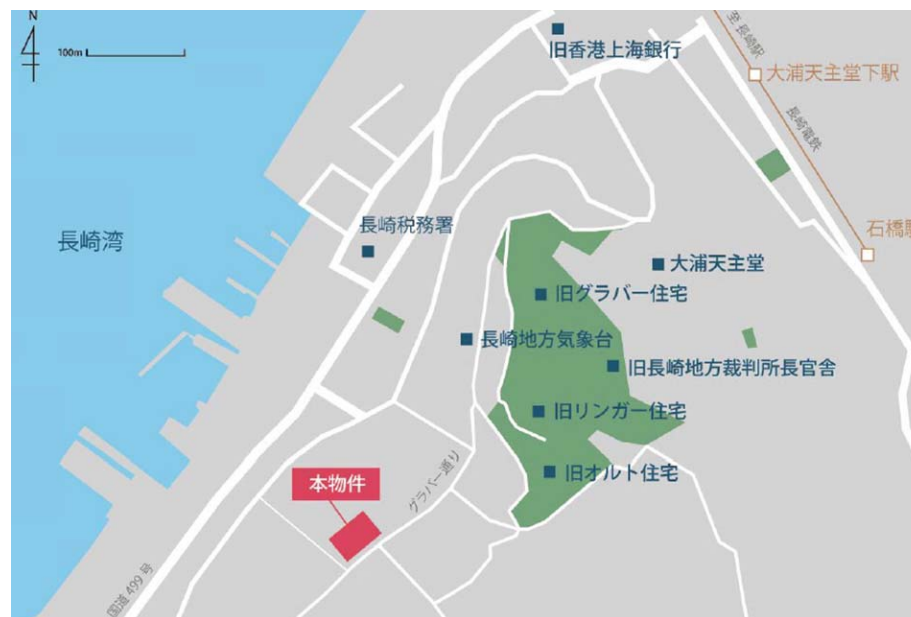 N
100m
旧香港上海銀行
至 長崎駅
大浦天主堂下駅
長崎電鉄
長崎湾
長崎税務署
石橋駅
大浦天主堂
旧グラバー住宅
長崎地方気象台
旧長崎地方裁判所長官舎
旧リンガー住宅
本物件
グラバー通り
旧オルト住宅
国道 499 号